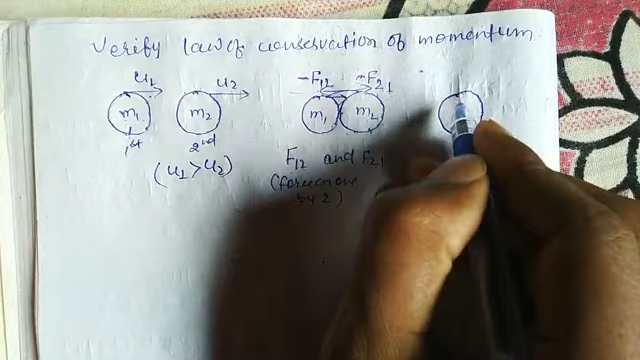 Verify law of conservation of momentum.
u1 u2 -F12 F21
m1 m2 m1 m2
1st 2nd
(u1 > u2) F12 and F21
(force on one
by 2)